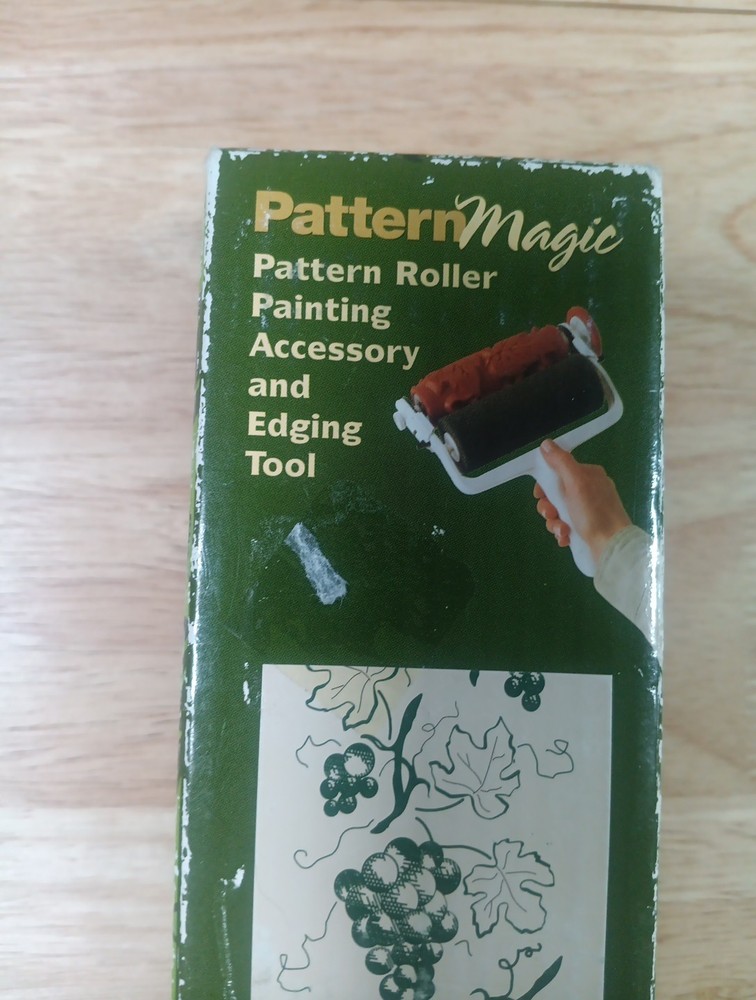 PatternMagic
Pattern Roller
Painting
Accessory
and
Edging
Tool